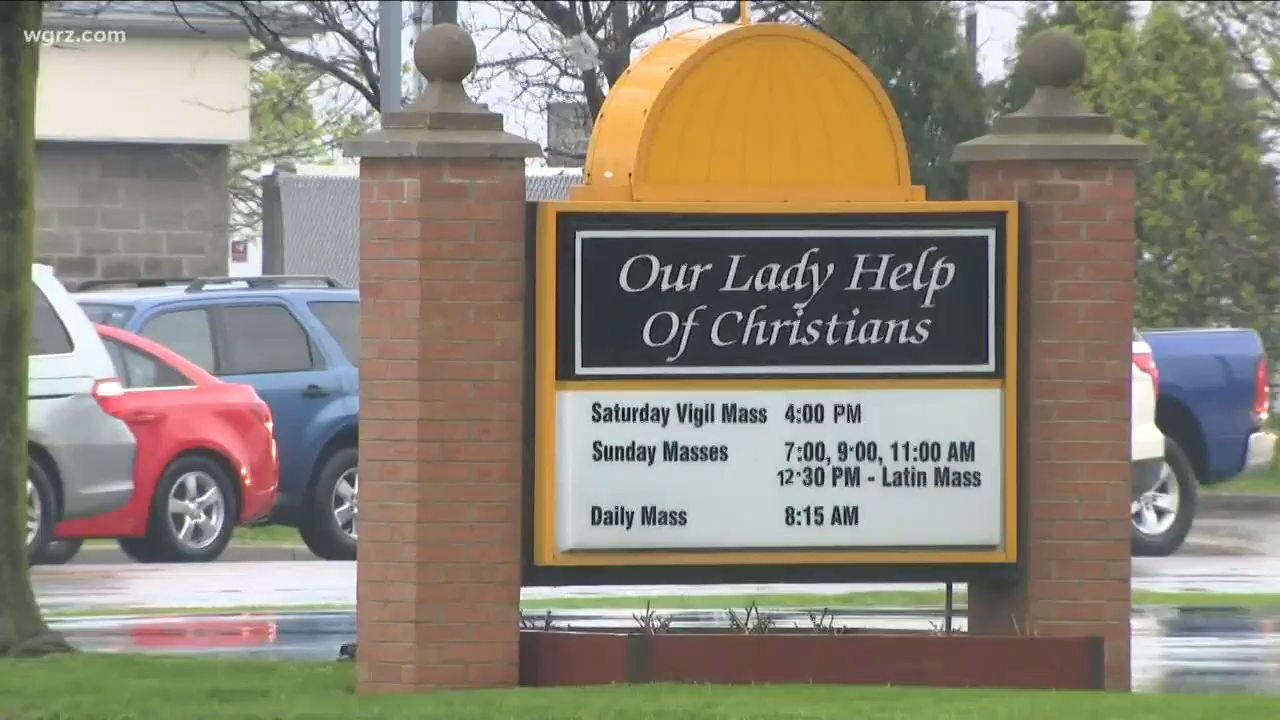 wgrz.com
Our Lady Help
Of Christians
Saturday Vigil Mass 4:00 PM
Sunday Masses 7:00, 9:00, 11:00 AM
12:30 PM - Latin Mass
Daily Mass 8:15 AM